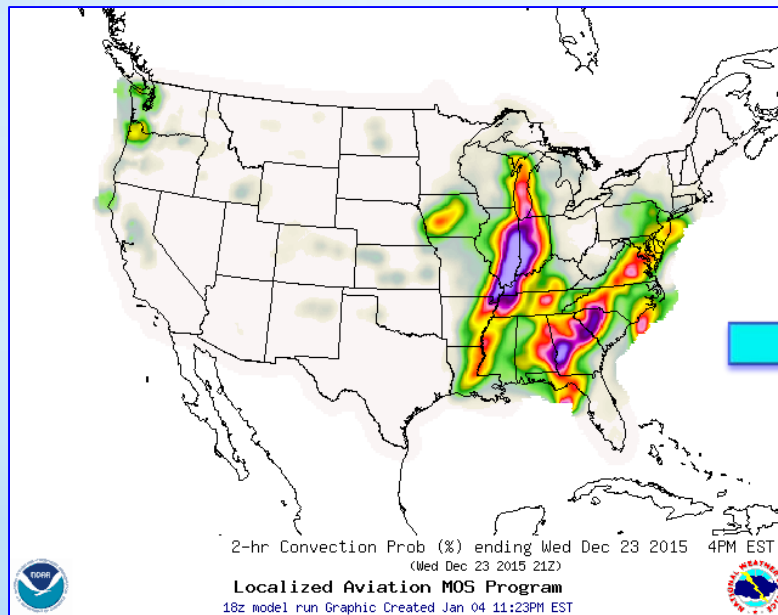 2-hr Convection Prob (%) ending Wed Dec 23 2015 4PM EST
(Wed Dec 23 2015 21Z)
NOAA
Localized Aviation MOS Program
18z model run Graphic Created Jan 04 11:23PM EST